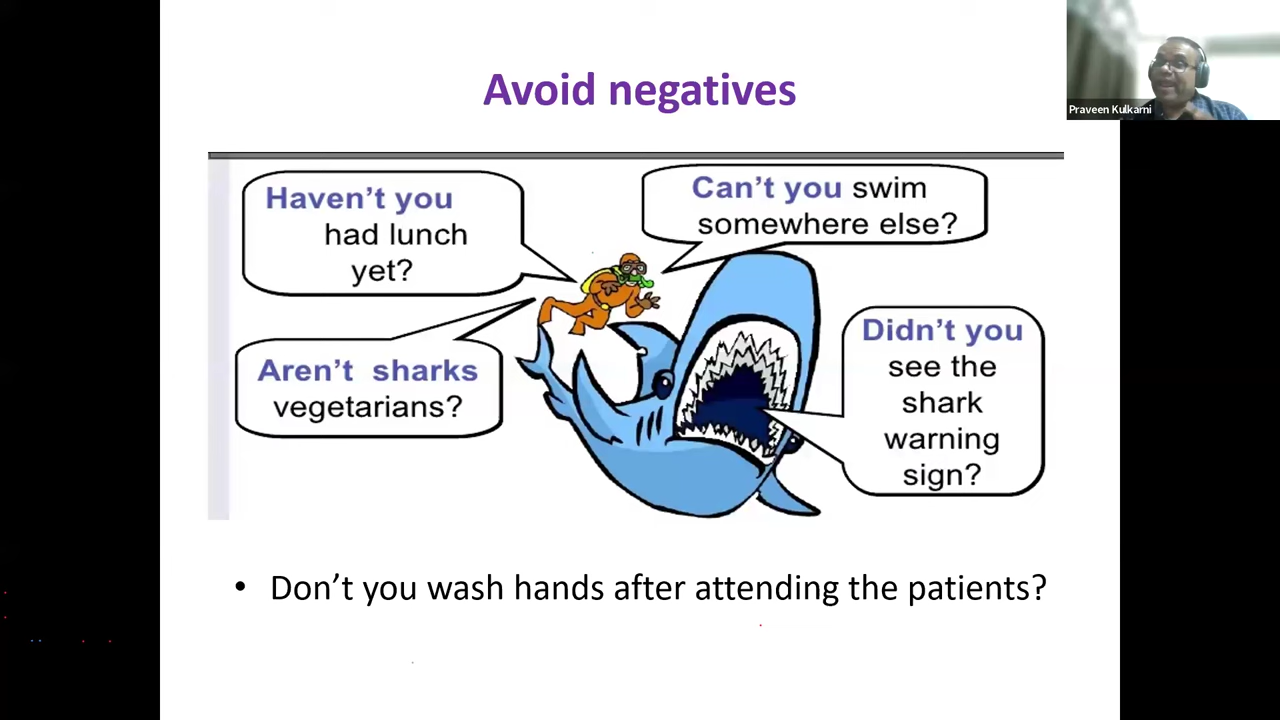 Avoid negatives
Praveen Kulkarni
Haven't you
had lunch
yet?
Can't you swim
somewhere else?
Aren't sharks
vegetarians?
Didn't you
see the
shark
warning
sign?
• Don't you wash hands after attending the patients?